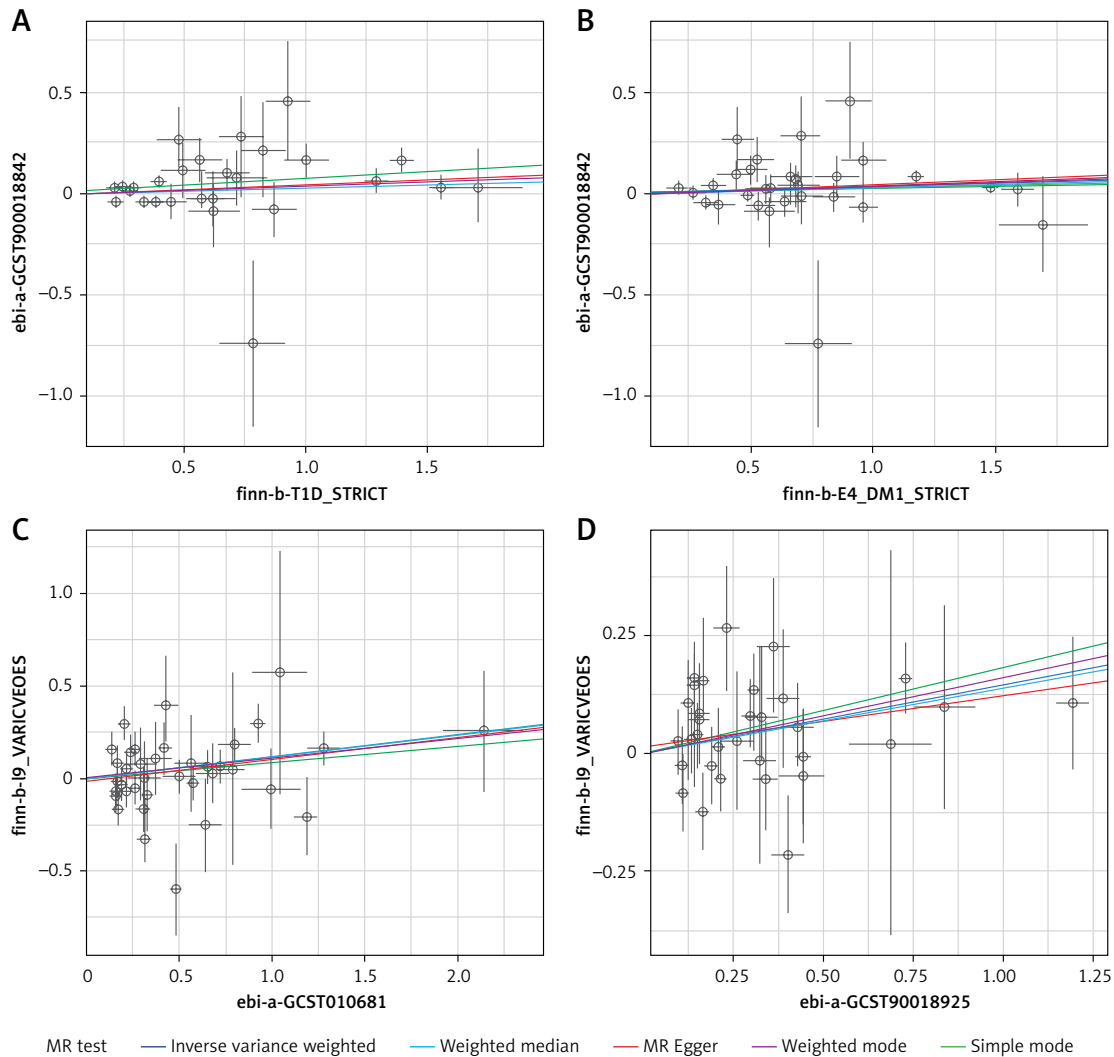 A
0.5
0
−0.5
−1.0
ebi-a-GCST900018842
0.5 1.0 1.5
finn-b-T1D_STRICT
B
0.5
0
−0.5
−1.0
ebi-a-GCST900018842
0.5 1.0 1.5
finn-b-E4_DM1_STRICT
C
1.0
0.5
0
−0.5
finn-b-I9_VARICVEOES
0 0.5 1.0 1.5 2.0
ebi-a-GCST010681
D
0.25
0
−0.25
finn-b-I9_VARICVEOES
0.25 0.50 0.75 1.00 1.25
ebi-a-GCST90018925
MR test Inverse variance weighted Weighted median MR Egger Weighted mode Simple mode